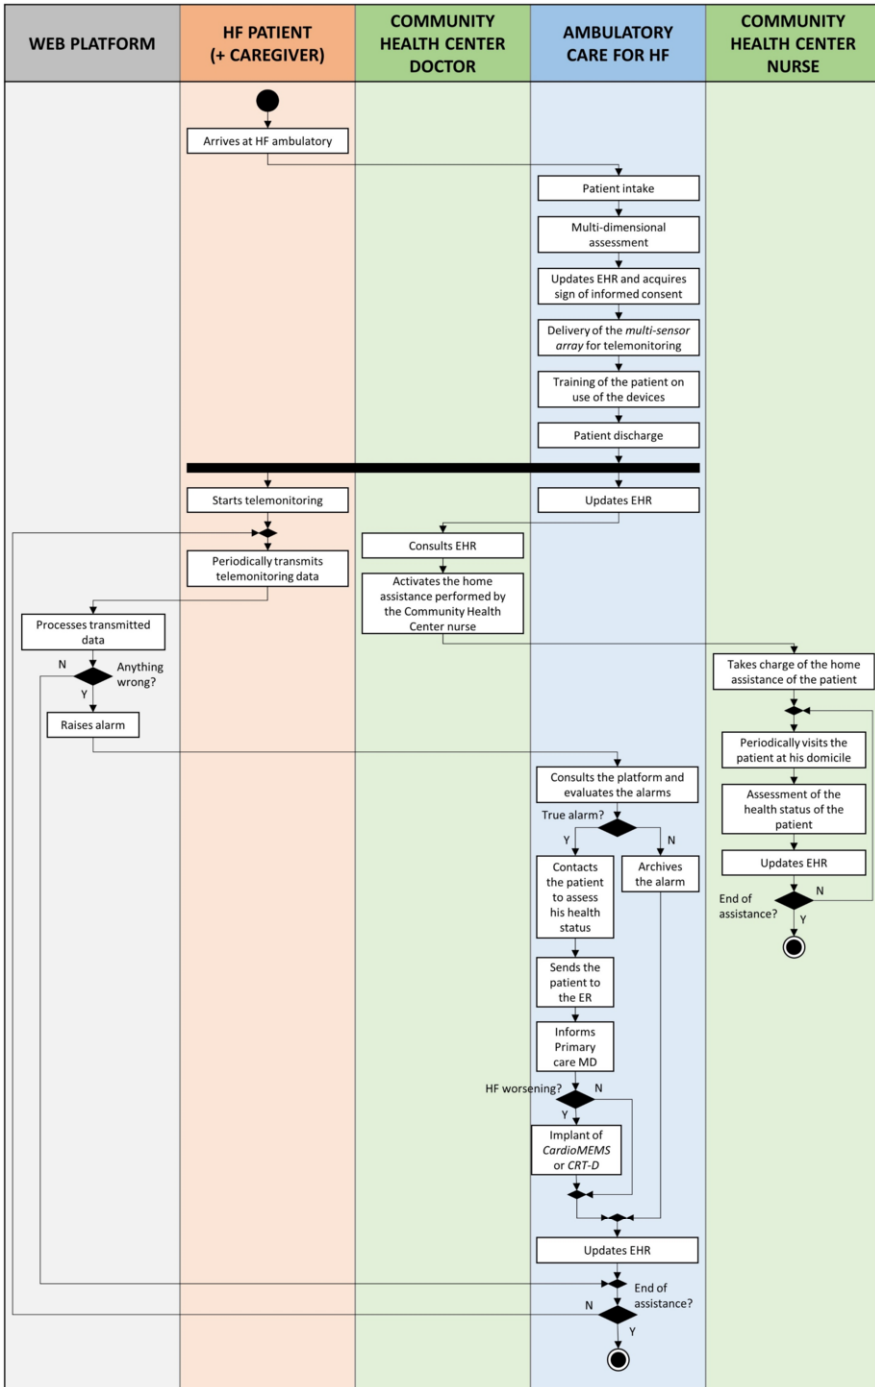 WEB PLATFORM
HF PATIENT
(+ CAREGIVER)
COMMUNITY
HEALTH CENTER
DOCTOR
AMBULATORY
CARE FOR HF
COMMUNITY
HEALTH CENTER
NURSE
Arrives at HF ambulatory
Patient intake
Multi-dimensional
assessment
Updates EHR and acquires
sign of informed consent
Delivery of the multi-sensor
array for telemonitoring
Training of the patient on
use of the devices
Patient discharge
Starts telemonitoring
Updates EHR
Consults EHR
Periodically transmits
telemonitoring data
Activates the home
assistance performed by
the Community Health
Center nurse
Processes transmitted
data
Takes charge of the home
assistance of the patient
N
Anything
wrong?
Y
Raises alarm
Periodically visits the
patient at his domicile
Consults the platform and
evaluates the alarms
Assessment of the
health status of the
patient
True alarm?
Y
N
Contacts
the patient
to assess
his health
status
Archives
the alarm
Updates EHR
End of
assistance?
N
Y
Sends the
patient to
the ER
Informs
Primary
care MD
HF worsening?
N
Y
Implant of
CardioMEMS
or CRT-D
Updates EHR
End of
assistance?
N
Y